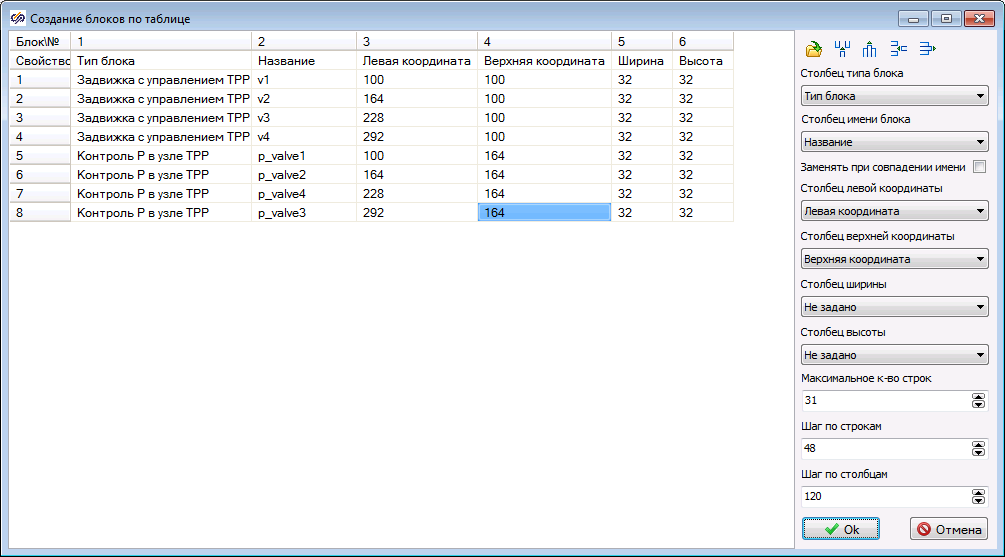 Создание блоков по таблице
Блок\№ 1 2 3 4 5 6
Свойство Тип блока Название Левая координата Верхняя координата Ширина Высота
1 Задвижка с управлением ТРР v1 100 100 32 32
2 Задвижка с управлением ТРР v2 164 100 32 32
3 Задвижка с управлением ТРР v3 228 100 32 32
4 Задвижка с управлением ТРР v4 292 100 32 32
5 Контроль Р в узле ТРР p_valve1 100 164 32 32
6 Контроль Р в узле ТРР p_valve2 164 164 32 32
7 Контроль Р в узле ТРР p_valve4 228 164 32 32
8 Контроль Р в узле ТРР p_valve3 292 164 32 32
Столбец типа блока
Тип блока
Столбец имени блока
Название
Заменять при совпадении имени
Столбец левой координаты
Левая координата
Столбец верхней координаты
Верхняя координата
Столбец ширины
Не задано
Столбец высоты
Не задано
Максимальное к-во строк
31
Шаг по строкам
48
Шаг по столбцам
120
Ok Отмена